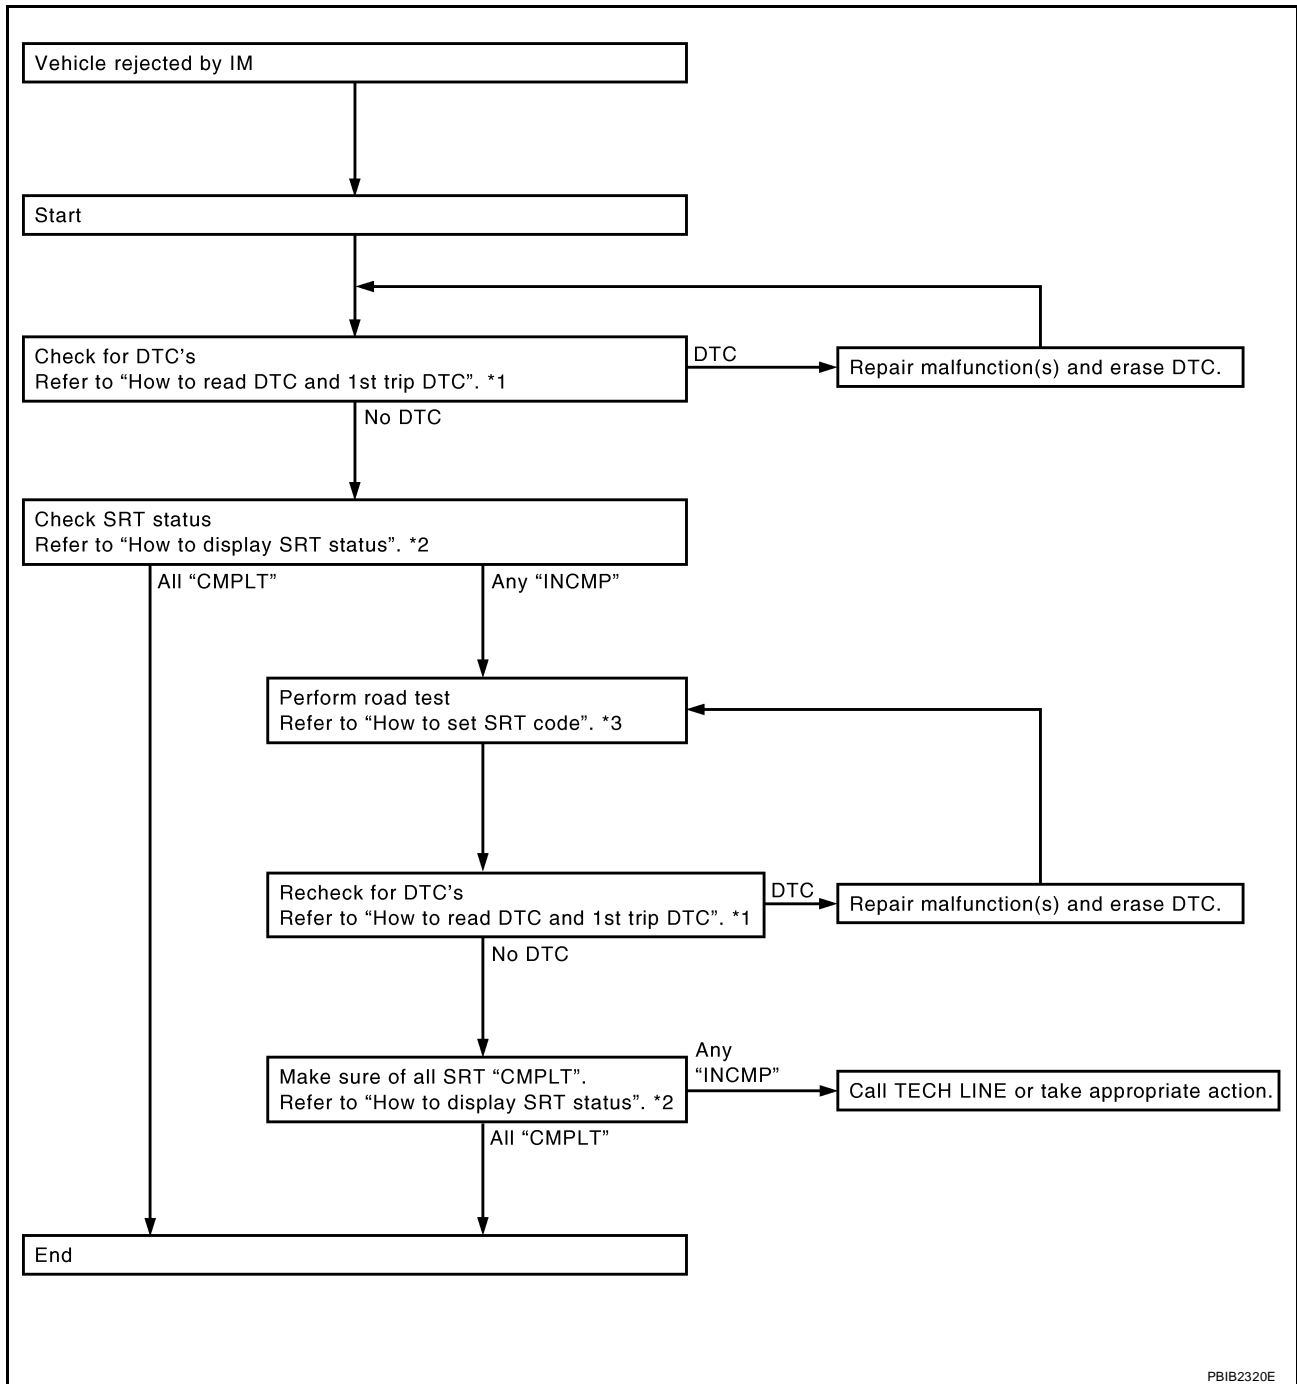 Vehicle rejected by IM
Start
Check for DTC's
Refer to “How to read DTC and 1st trip DTC”. *1
DTC
Repair malfunction(s) and erase DTC.
No DTC
Check SRT status
Refer to “How to display SRT status”. *2
All “CMPLT”
Any “INCMP”
Perform road test
Refer to “How to set SRT code”. *3
Recheck for DTC's
Refer to “How to read DTC and 1st trip DTC”. *1
DTC
Repair malfunction(s) and erase DTC.
No DTC
Make sure of all SRT “CMPLT”.
Refer to “How to display SRT status”. *2
Any
“INCMP”
Call TECH LINE or take appropriate action.
All “CMPLT”
End
PBIB2320E